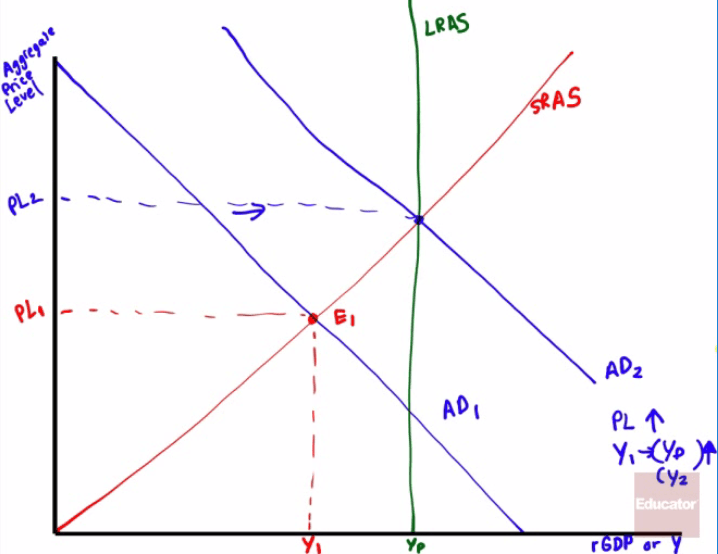 Aggregate
Price
Level
LRAS
SRAS
PL2
PL1
E1
AD2
AD1
PL ↑
Y1→(Yp)↑
(Y2
Educator
Y1
Yp
rGDP or Y